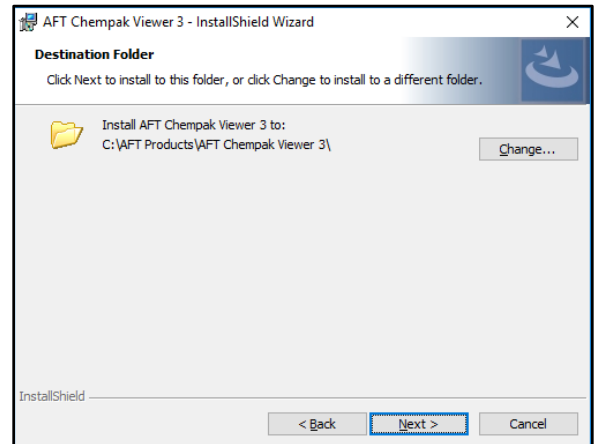 AFT Chempak Viewer 3 - InstallShield Wizard
Destination Folder
Click Next to install to this folder, or click Change to install to a different folder.
Install AFT Chempak Viewer 3 to:
C:\AFT Products\AFT Chempak Viewer 3\
Change...
InstallShield
< Back Next > Cancel